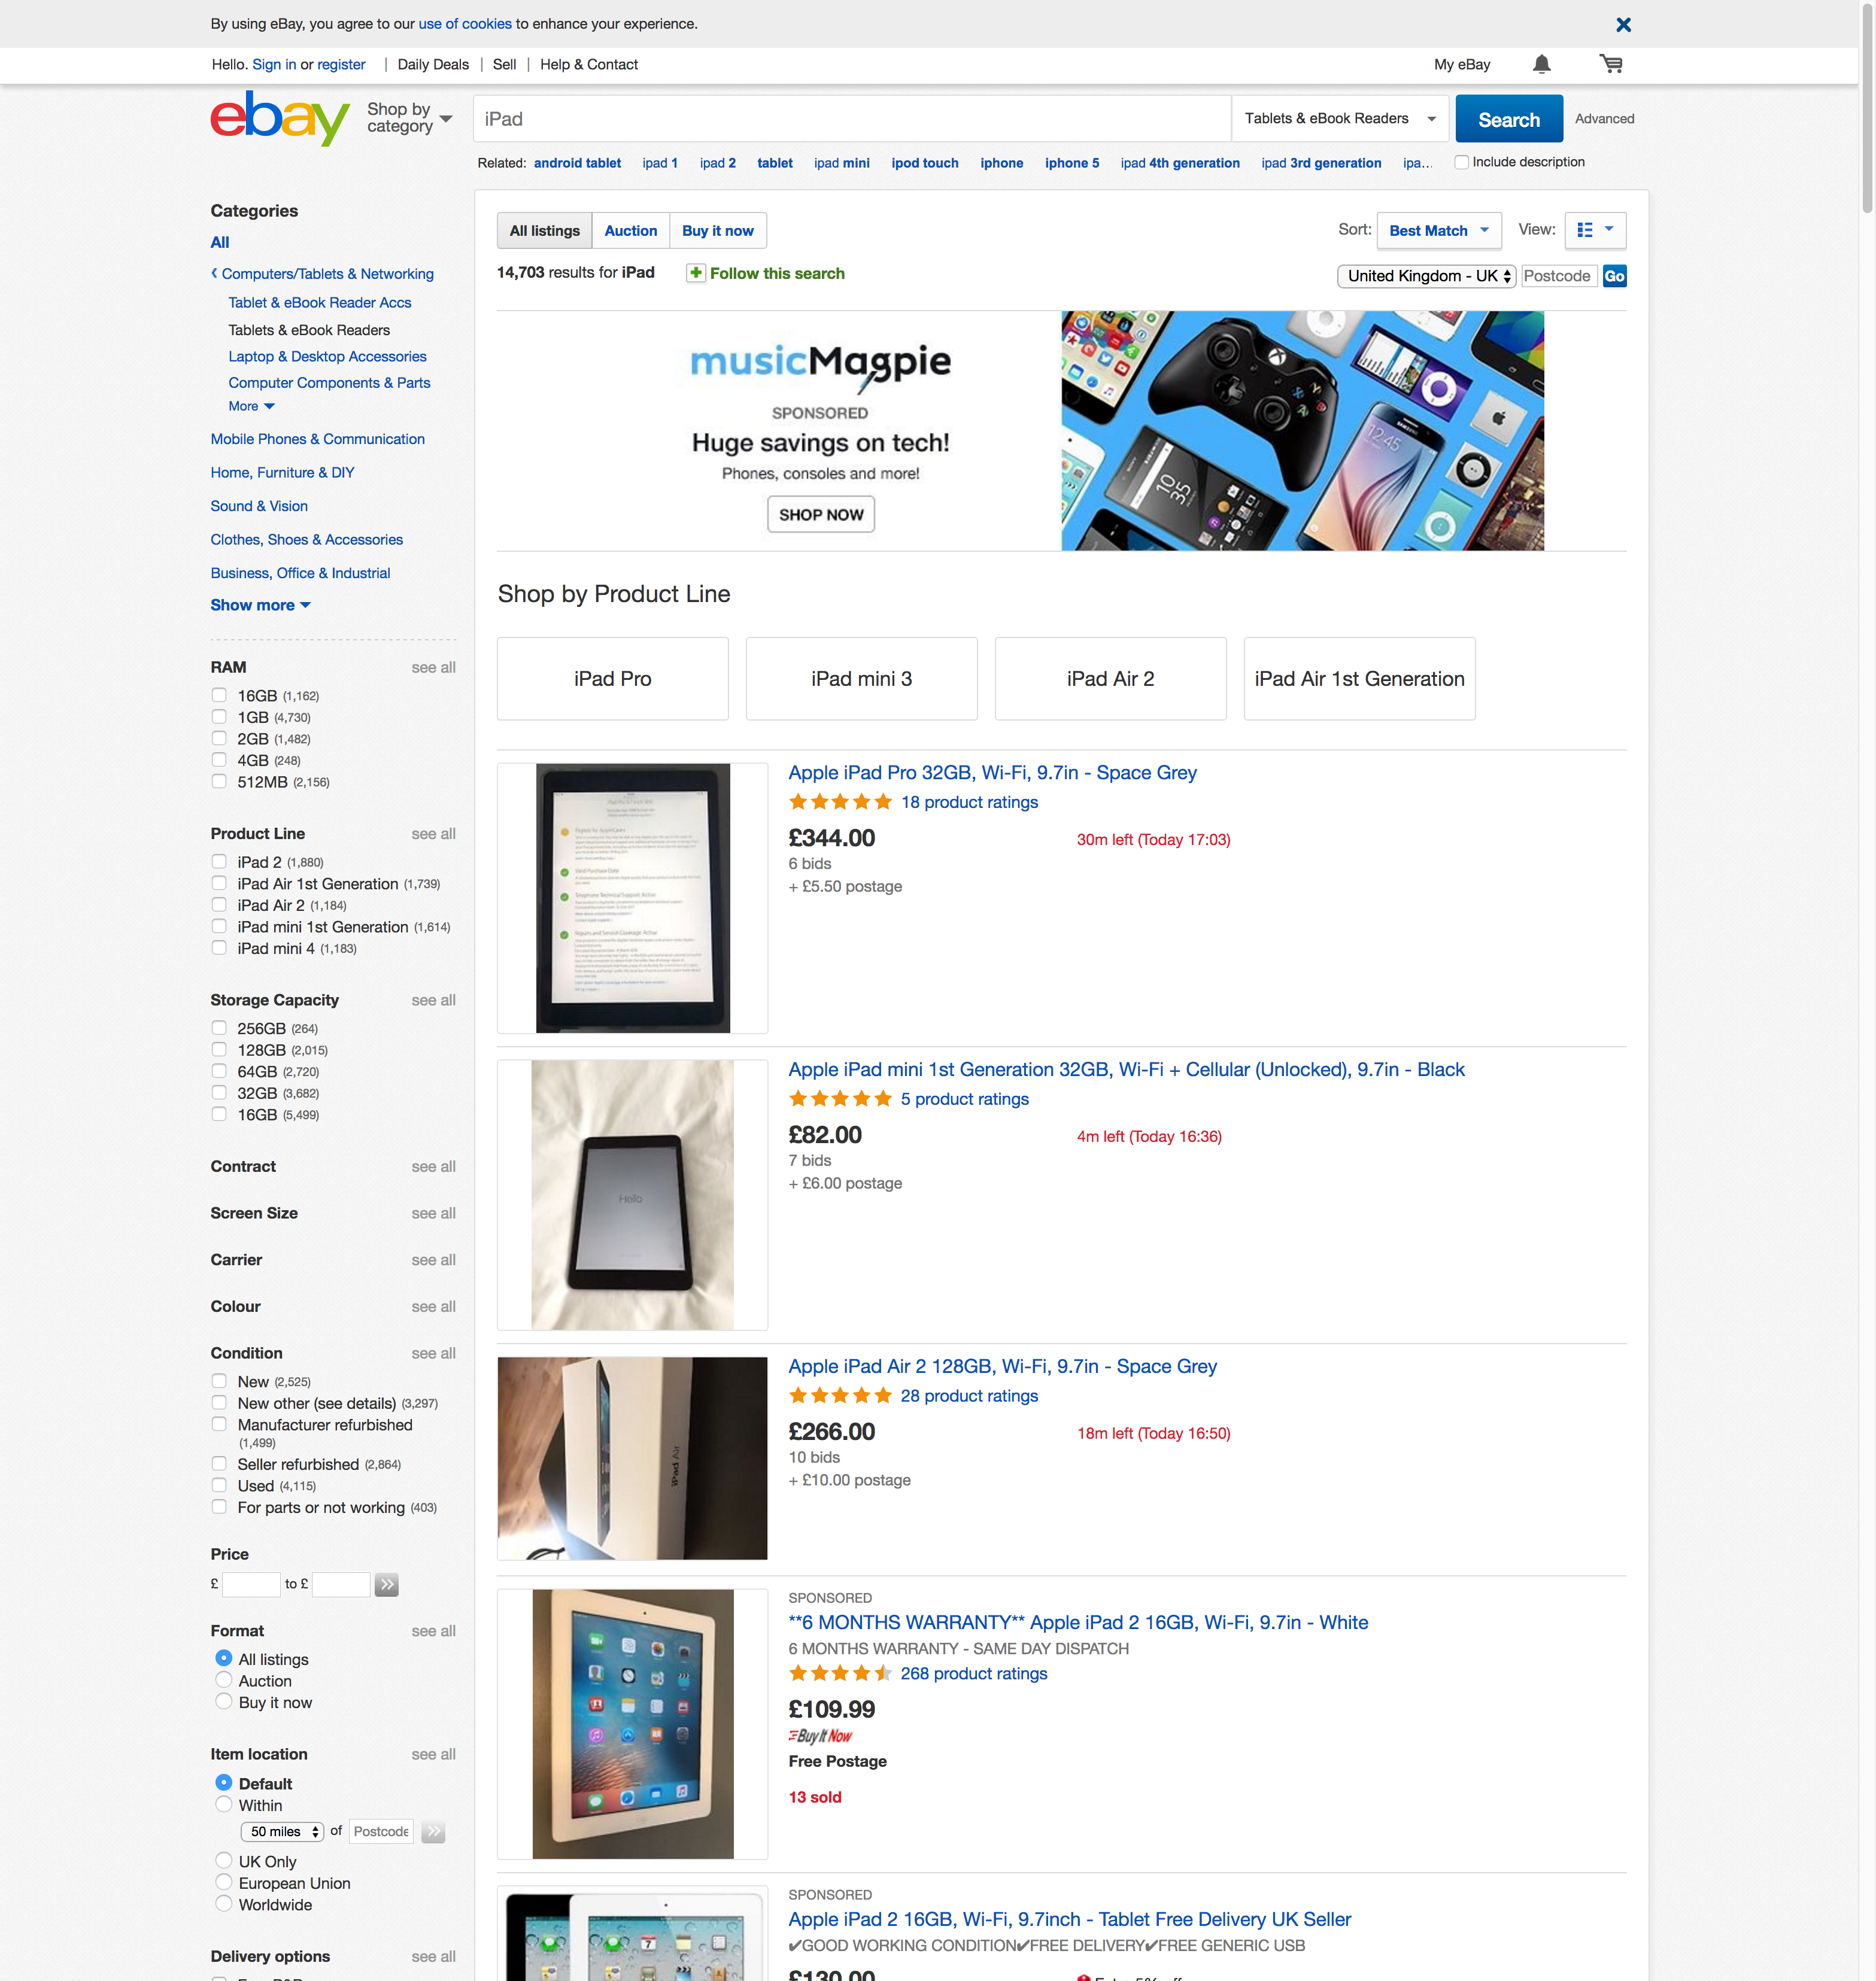 By using eBay, you agree to our use of cookies to enhance your experience.
Hello. Sign in or register | Daily Deals | Sell | Help & Contact
My eBay
ebay
Shop by category
iPad
Tablets & eBook Readers
Search
Advanced
Related: android tablet ipad 1 ipad 2 tablet ipad mini ipod touch iphone iphone 5 ipad 4th generation ipad 3rd generation ipa...
Include description
Categories
All
Computers/Tablets & Networking
Tablet & eBook Reader Accs
Tablets & eBook Readers
Laptop & Desktop Accessories
Computer Components & Parts
More
Mobile Phones & Communication
Home, Furniture & DIY
Sound & Vision
Clothes, Shoes & Accessories
Business, Office & Industrial
Show more
RAM see all
16GB (1,162)
1GB (4,730)
2GB (1,482)
4GB (248)
512MB (2,156)
Product Line see all
iPad 2 (1,880)
iPad Air 1st Generation (1,739)
iPad Air 2 (1,184)
iPad mini 1st Generation (1,614)
iPad mini 4 (1,183)
Storage Capacity see all
256GB (264)
128GB (2,015)
64GB (2,720)
32GB (3,682)
16GB (5,499)
Contract see all
Screen Size see all
Carrier see all
Colour see all
Condition see all
New (2,525)
New other (see details) (3,297)
Manufacturer refurbished
(1,499)
Seller refurbished (2,864)
Used (4,115)
For parts or not working (403)
Price
£ to £
Format see all
All listings
Auction
Buy it now
Item location see all
Default
Within
50 miles of Postcode
UK Only
European Union
Worldwide
Delivery options see all
All listings Auction Buy it now
Sort: Best Match View:
14,703 results for iPad
Follow this search
United Kingdom - UK Postcode Go
musicMagpie
SPONSORED
Huge savings on tech!
Phones, consoles and more!
SHOP NOW
SAMSUNG
12:45
10
35
Shop by Product Line
iPad Pro
iPad mini 3
iPad Air 2
iPad Air 1st Generation
Apple iPad Pro 32GB, Wi-Fi, 9.7in - Space Grey
18 product ratings
£344.00
30m left (Today 17:03)
6 bids
+ £5.50 postage
Apple iPad mini 1st Generation 32GB, Wi-Fi + Cellular (Unlocked), 9.7in - Black
5 product ratings
£82.00
4m left (Today 16:36)
7 bids
+ £6.00 postage
Hello
Apple iPad Air 2 128GB, Wi-Fi, 9.7in - Space Grey
28 product ratings
£266.00
18m left (Today 16:50)
10 bids
+ £10.00 postage
iPad Air
SPONSORED
**6 MONTHS WARRANTY** Apple iPad 2 16GB, Wi-Fi, 9.7in - White
6 MONTHS WARRANTY - SAME DAY DISPATCH
268 product ratings
£109.99
Buy It Now
Free Postage
13 sold
SPONSORED
Apple iPad 2 16GB, Wi-Fi, 9.7inch - Tablet Free Delivery UK Seller
✔GOOD WORKING CONDITION✔FREE DELIVERY✔FREE GENERIC USB
£130.00
Extra 5% off